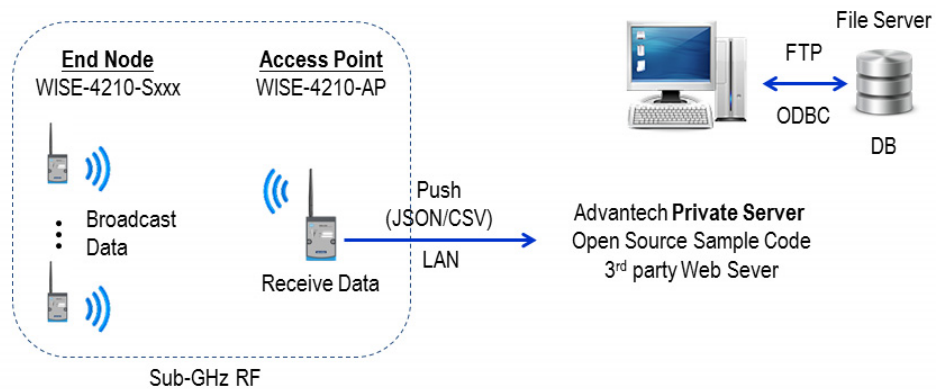 End Node
WISE-4210-Sxxx
Access Point
WISE-4210-AP
Broadcast
Data
Receive Data
Sub-GHz RF
Push
(JSON/CSV)
LAN
File Server
FTP
ODBC
DB
Advantech Private Server
Open Source Sample Code
3rd party Web Sever